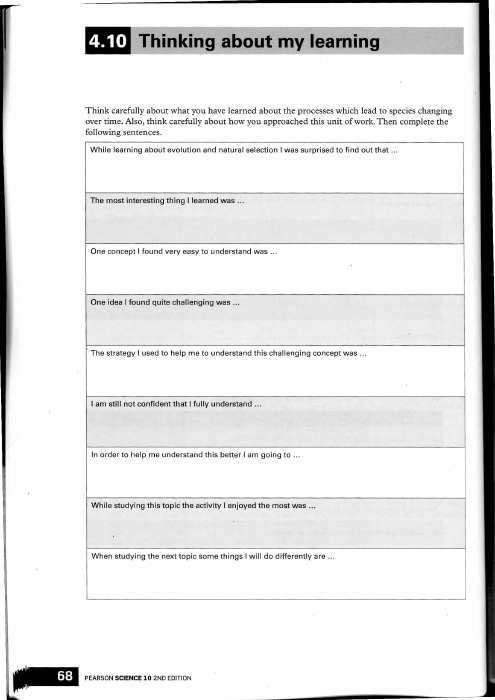 4.10 Thinking about my learning
Think carefully about what you have learned about the processes which lead to species changing
over time. Also, think carefully about how you approached this unit of work. Then complete the
following sentences.
While learning about evolution and natural selection I was surprised to find out that ...
The most interesting thing I learned was ...
One concept I found very easy to understand was ...
One idea I found quite challenging was ...
The strategy I used to help me to understand this challenging concept was ...
I am still not confident that I fully understand ...
In order to help me understand this better I am going to ...
While studying this topic the activity I enjoyed the most was ...
When studying the next topic some things I will do differently are ...
68 PEARSON SCIENCE 10 2ND EDITION